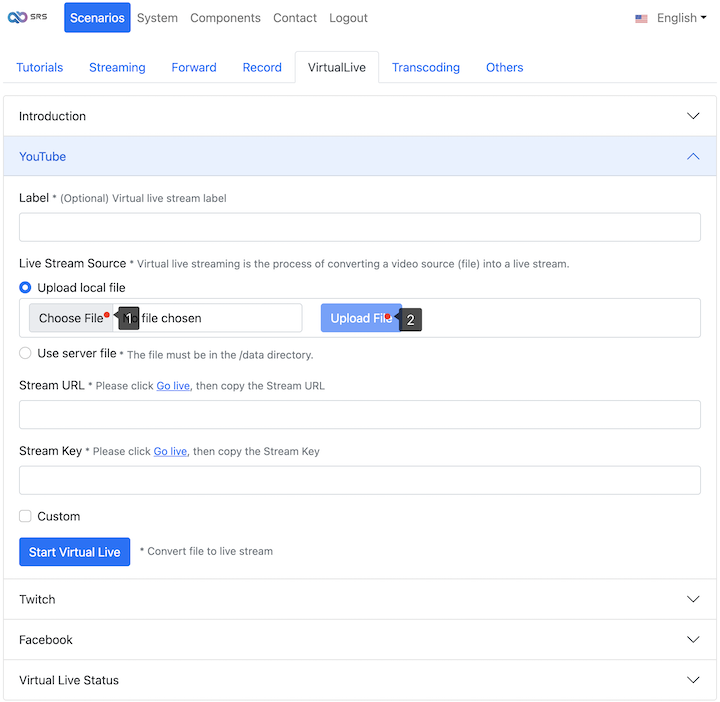 SRS Scenarios System Components Contact Logout English
Tutorials Streaming Forward Record VirtualLive Transcoding Others
Introduction
YouTube
Label * (Optional) Virtual live stream label
Live Stream Source * Virtual live streaming is the process of converting a video source (file) into a live stream.
Upload local file
Choose File 1 file chosen Upload File 2
Use server file * The file must be in the /data directory.
Stream URL * Please click Go live, then copy the Stream URL
Stream Key * Please click Go live, then copy the Stream Key
Custom
Start Virtual Live * Convert file to live stream
Twitch
Facebook
Virtual Live Status